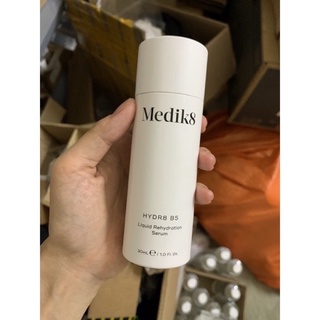 Medik8
HYDR8 B5
Liquid Rehydration
Serum
30mL ℮ / 1.0 Fl Oz